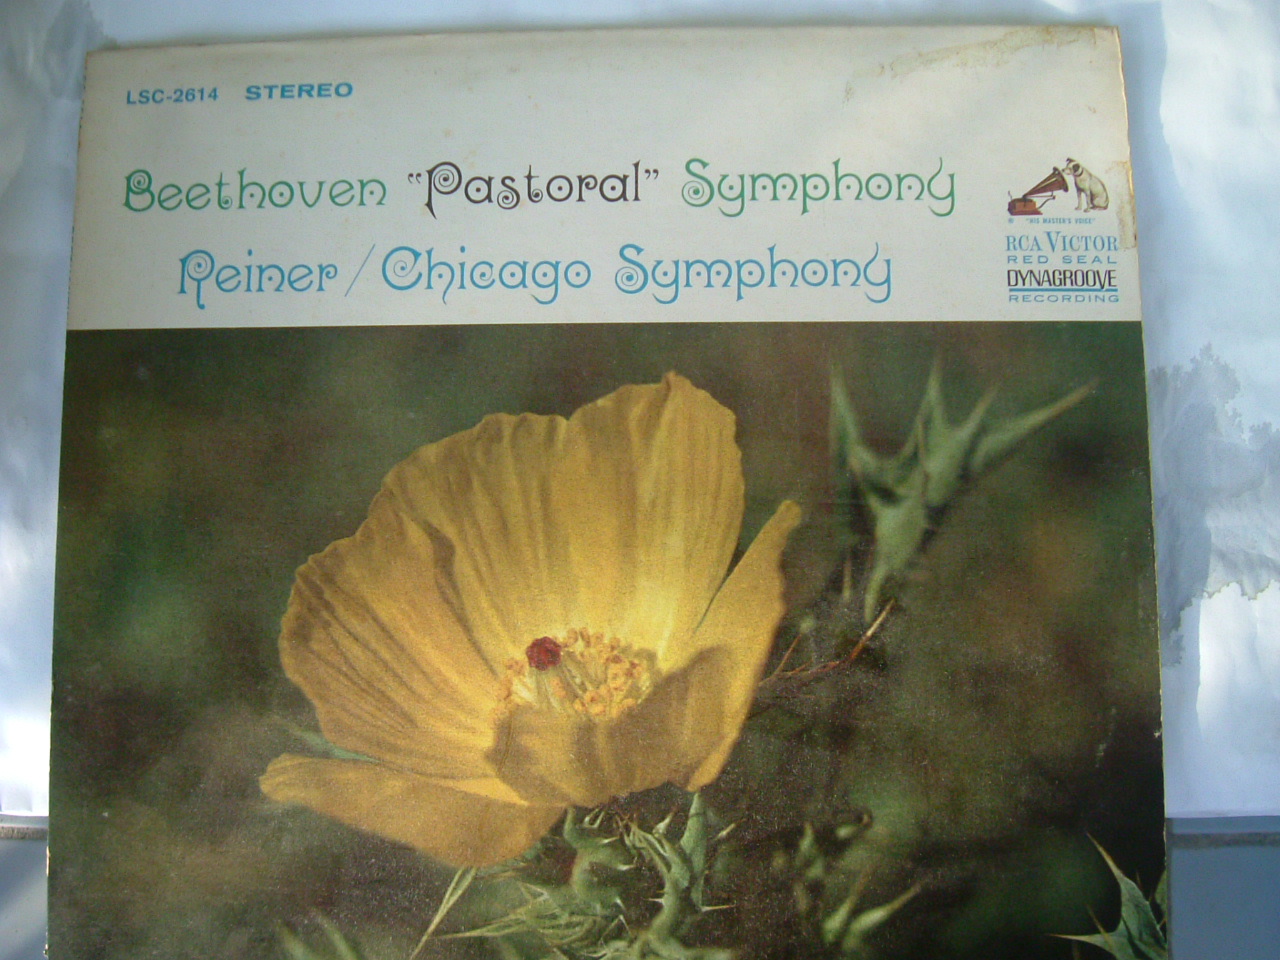 LSC-2614 STEREO
Beethoven "Pastoral" Symphony
Reiner / Chicago Symphony
"HIS MASTER'S VOICE"
RCA VICTOR
RED SEAL
DYNAGROOVE
RECORDING